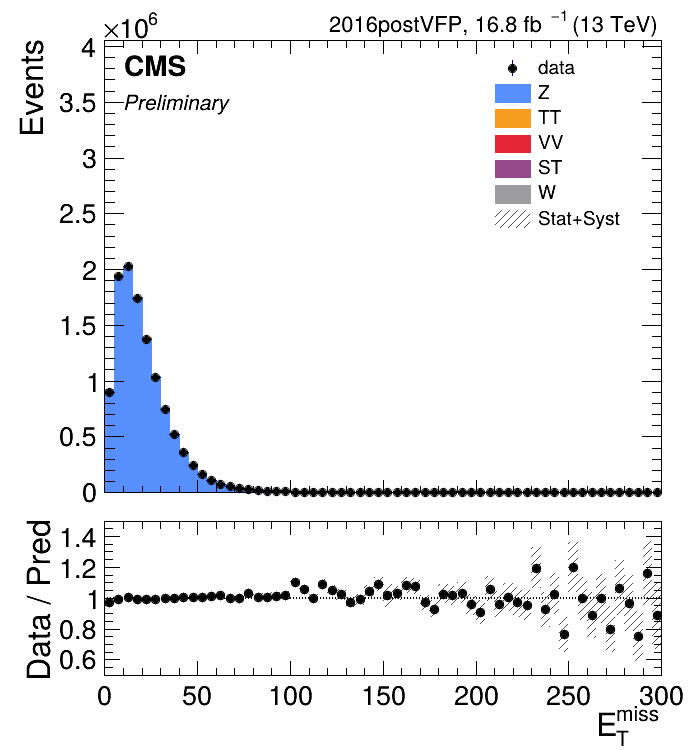 ×10⁶
2016postVFP, 16.8 fb ⁻¹ (13 TeV)
Events
CMS
Preliminary
data
Z
TT
VV
ST
W
Stat+Syst
4
3.5
3
2.5
2
1.5
1
0.5
0
Data / Pred
1.4
1.2
1
0.8
0.6
0 50 100 150 200 250 300
E_T^miss